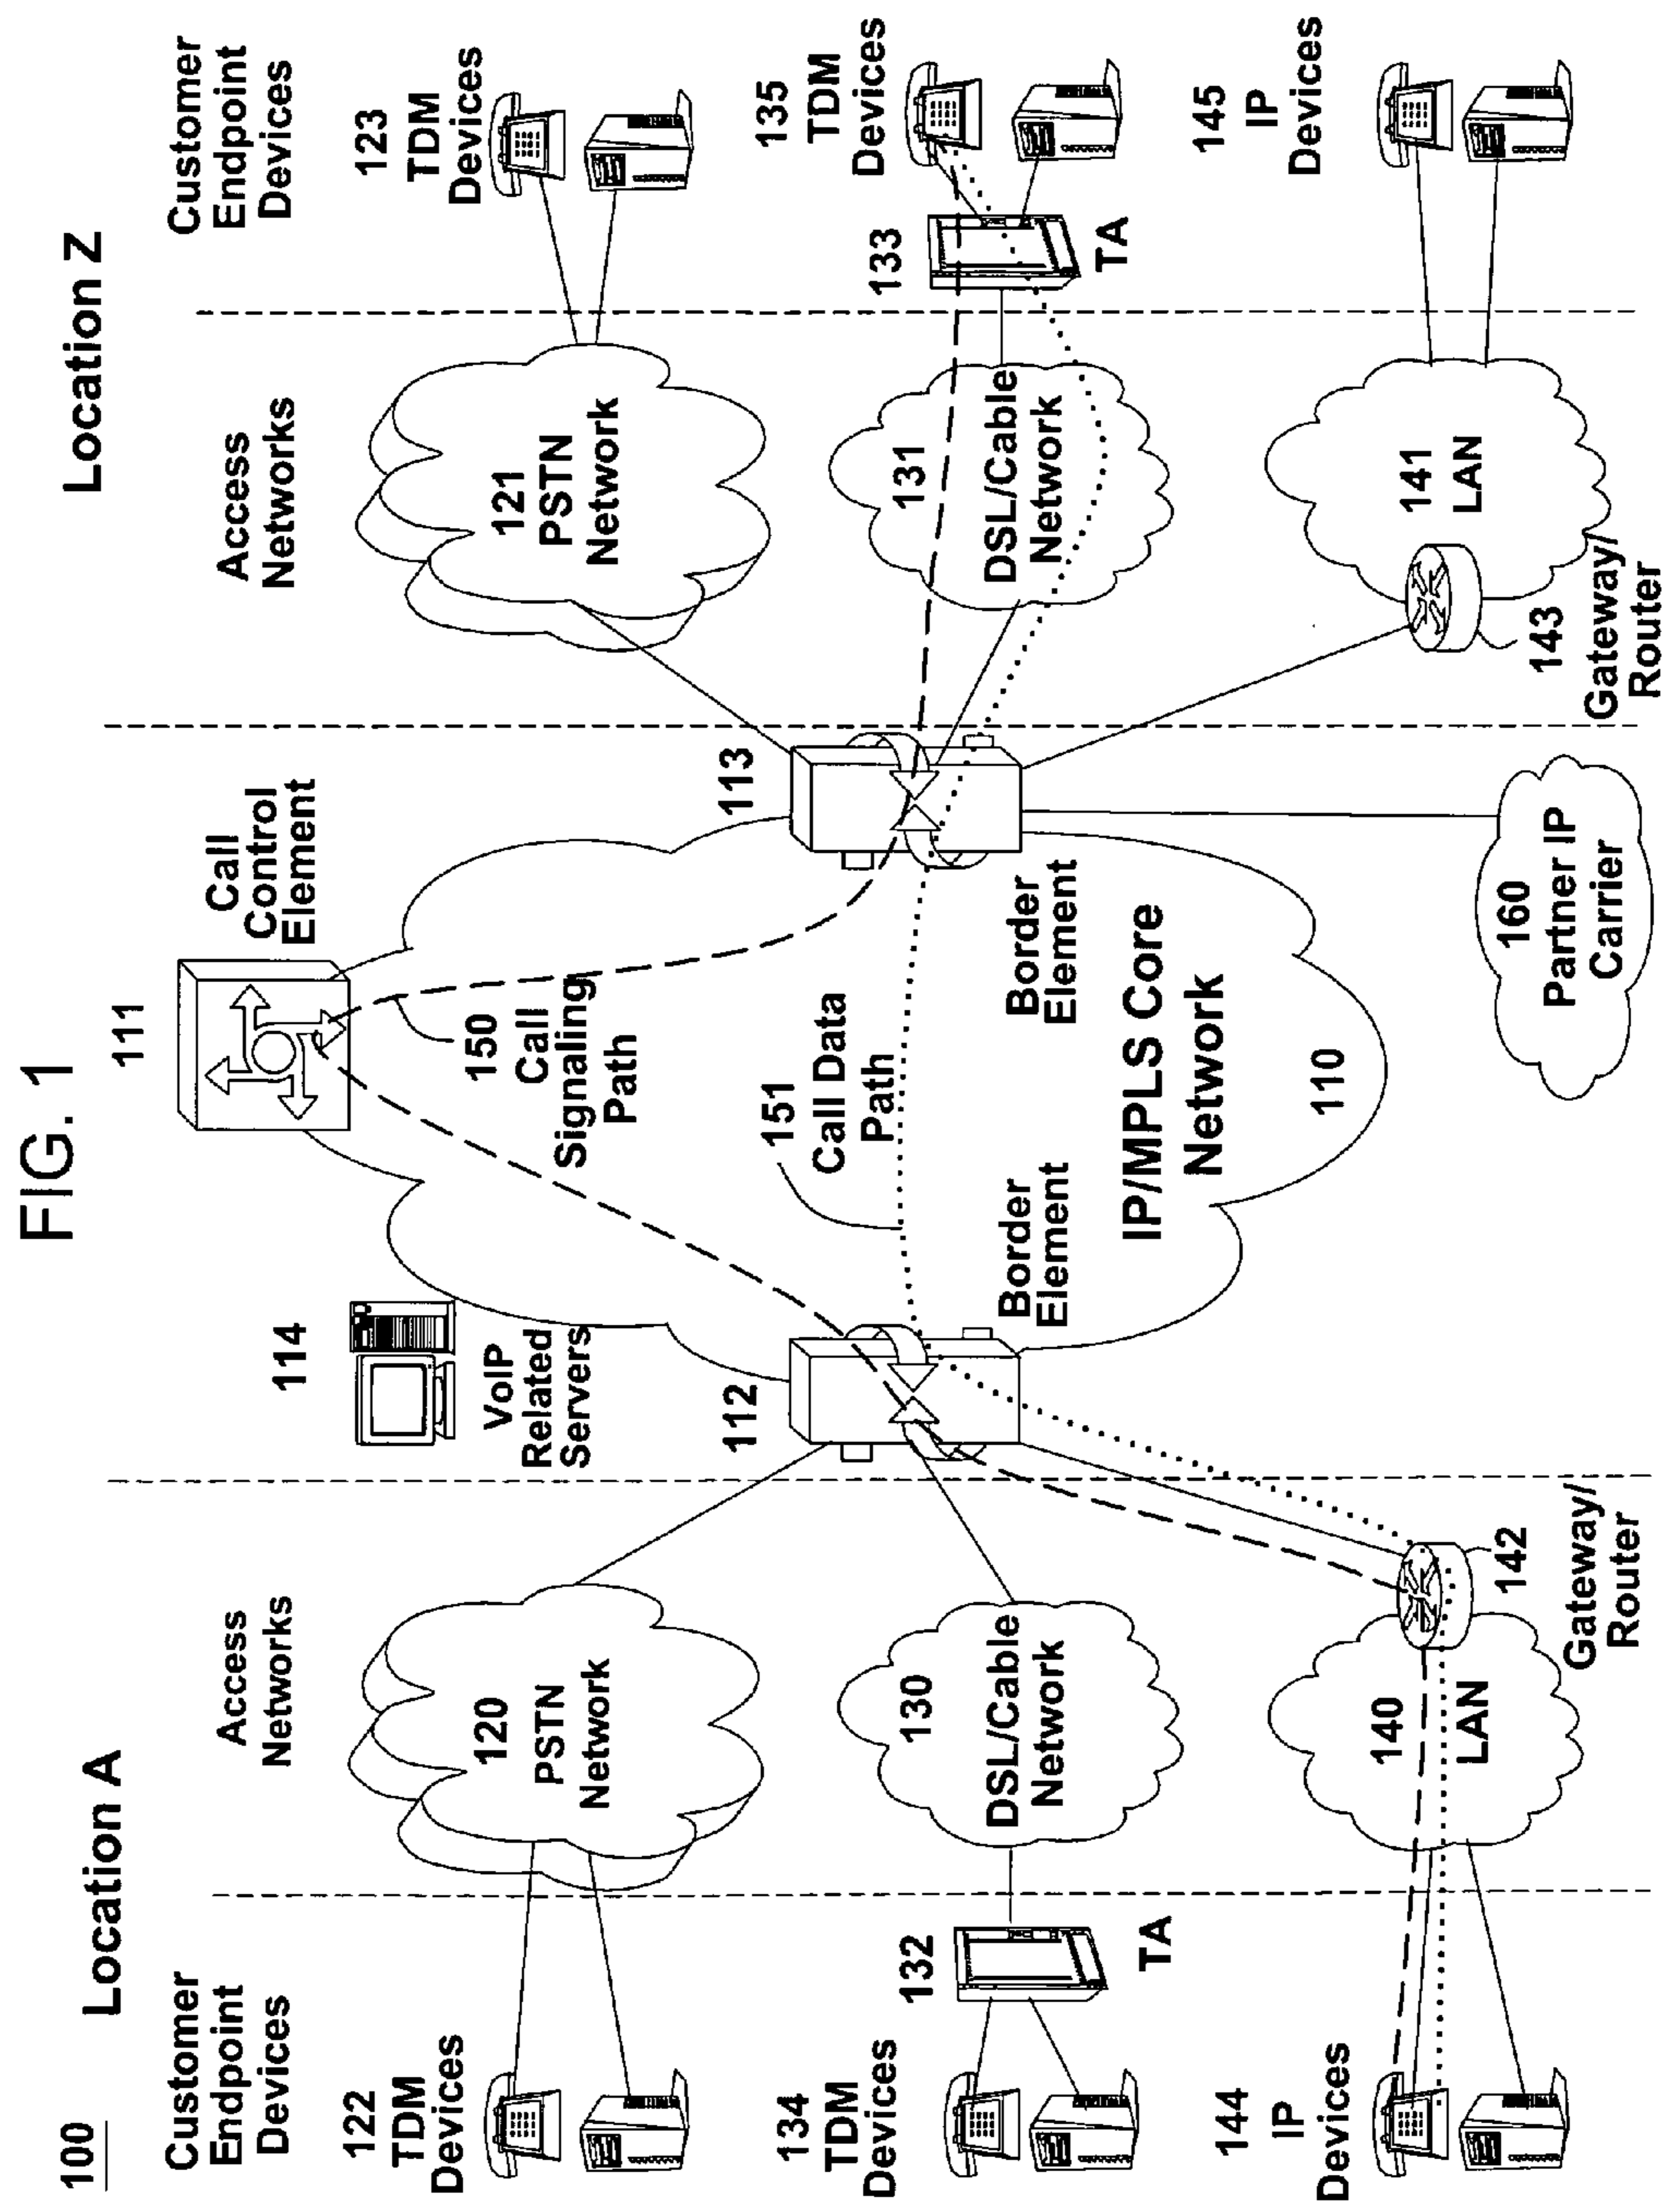 FIG. 1
100
Location A
Location Z
Customer
Endpoint
Devices
Access
Networks
114
VoIP
Related
Servers
111
Call
Control
Element
Access
Networks
Customer
Endpoint
Devices
122
TDM
Devices
120
PSTN
Network
150
Call
Signaling
Path
121
PSTN
Network
123
TDM
Devices
134
TDM
Devices
132
TA
130
DSL/Cable
Network
112
Border
Element
151
Call Data
Path
113
Border
Element
131
DSL/Cable
Network
133
TA
135
TDM
Devices
IP/MPLS Core
Network
110
144
IP
Devices
140
LAN
142
Gateway/
Router
160
Partner IP
Carrier
143
Gateway/
Router
141
LAN
145
IP
Devices